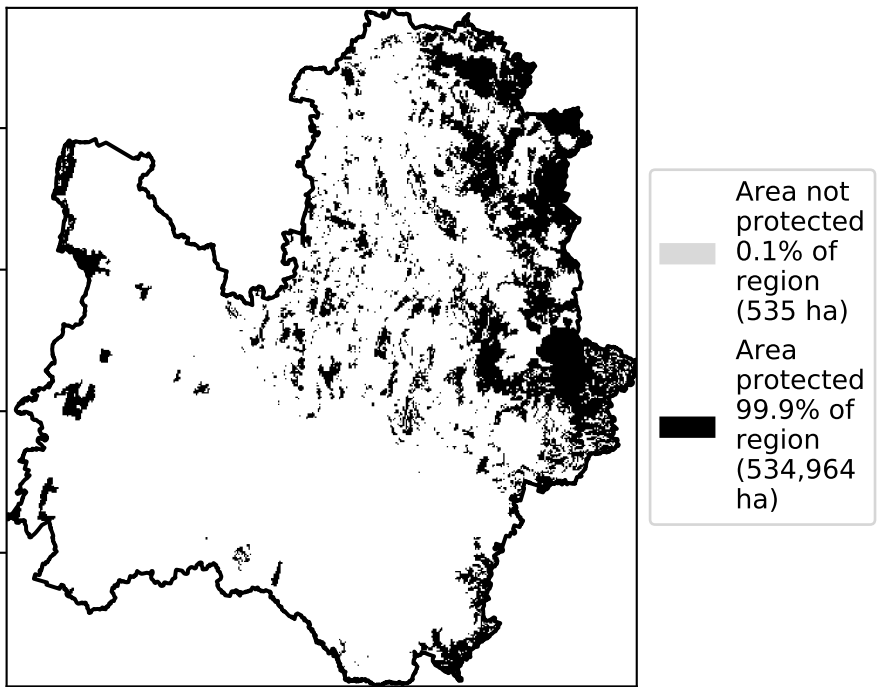 Area not
protected
0.1% of
region
(535 ha)
Area
protected
99.9% of
region
(534,964
ha)